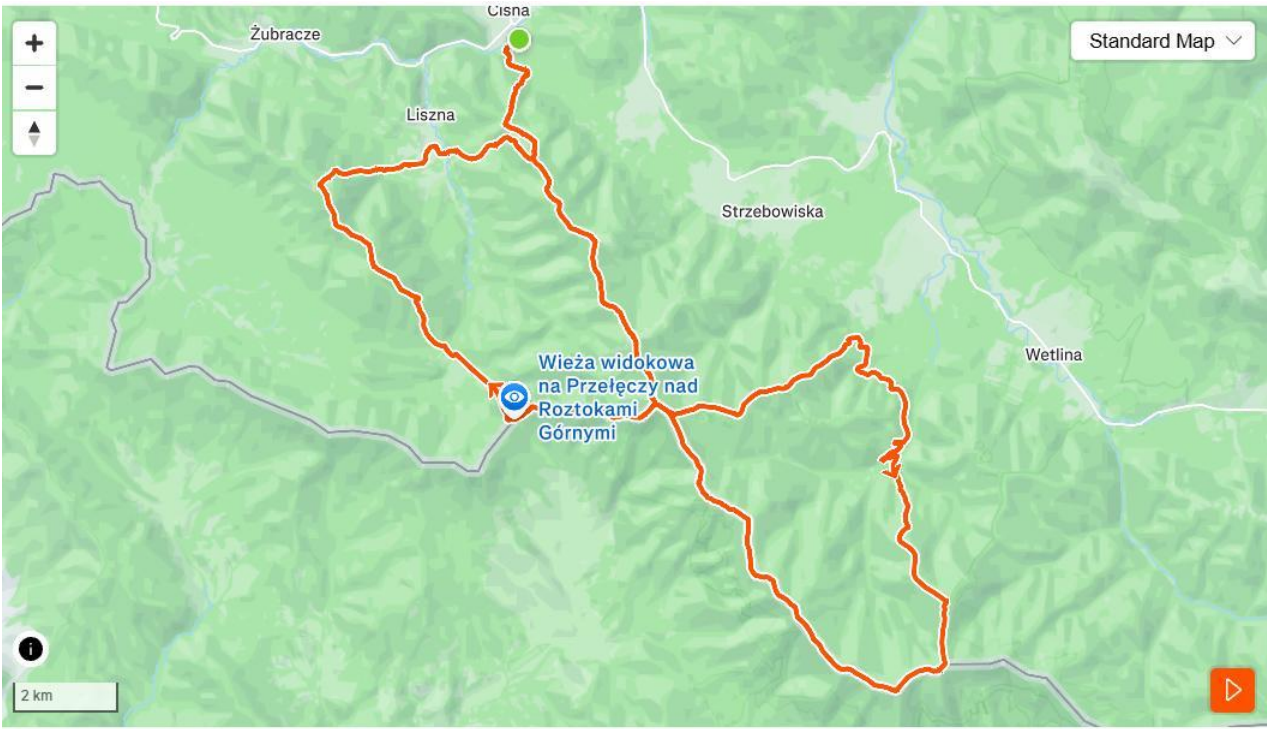 Cisna
Żubracze
Standard Map
Liszna
Strzebowiska
Wetlina
Wieża widokowa
na Przełęczy nad
Roztokami
Górnymi
i
2 km